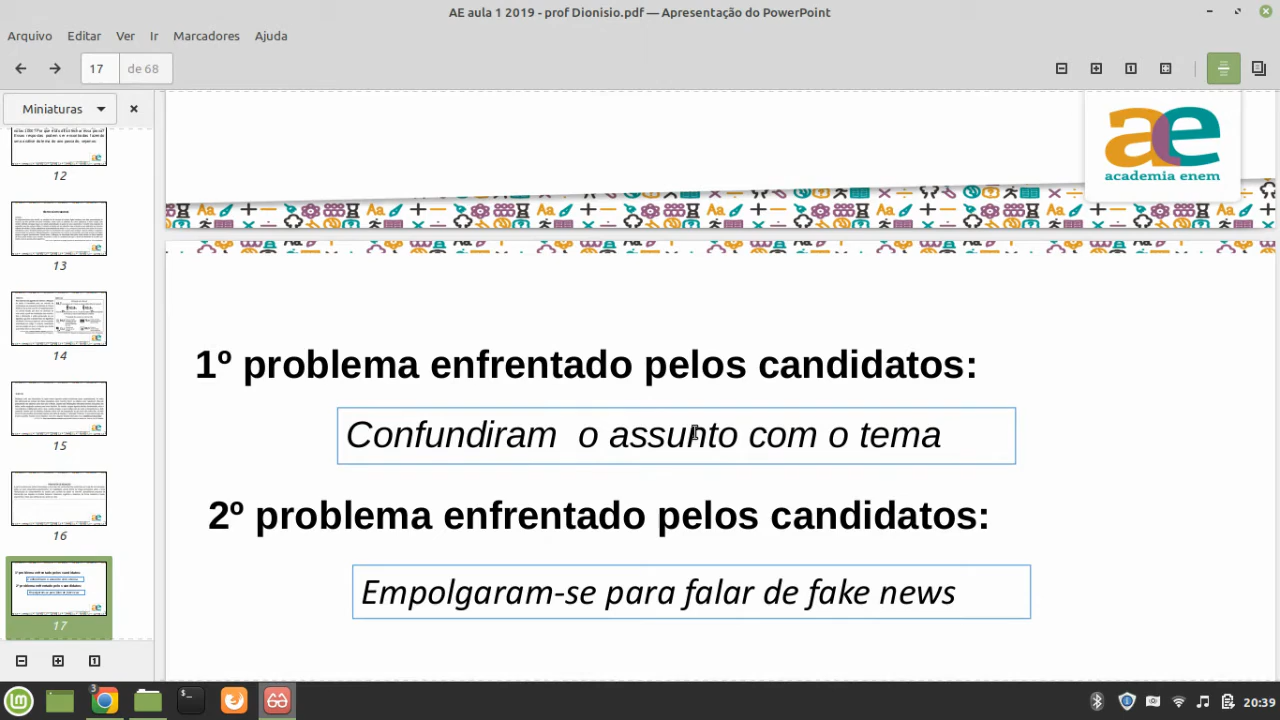 AE aula 1 2019 - prof Dionisio.pdf — Apresentação do PowerPoint
Arquivo Editar Ver Ir Marcadores Ajuda
17 de 68
Miniaturas
12
13
14
15
16
17
ae
academia enem
1º problema enfrentado pelos candidatos:
Confundiram o assunto com o tema
2º problema enfrentado pelos candidatos:
Empolgaram-se para falar de fake news
3
20:39